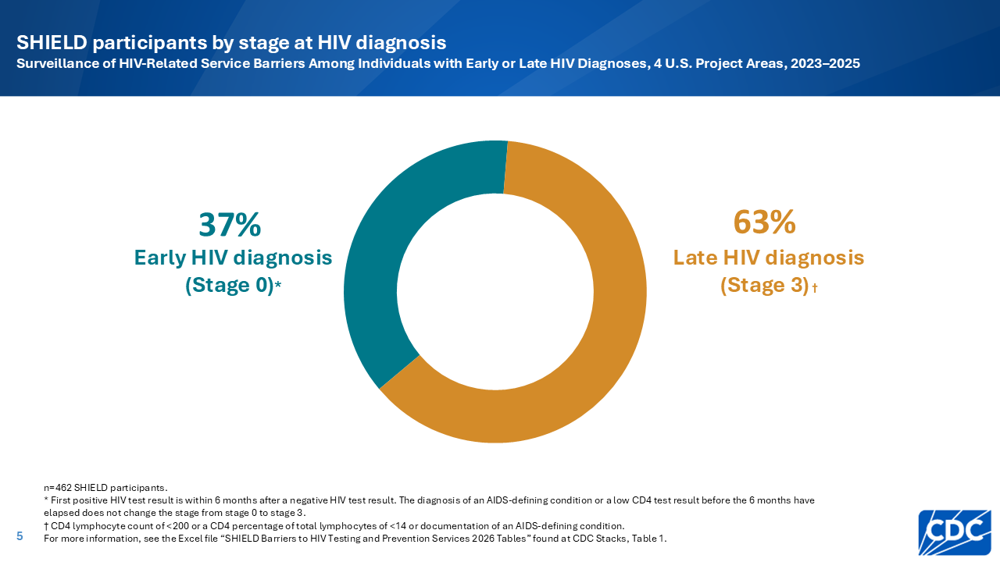 SHIELD participants by stage at HIV diagnosis
Surveillance of HIV-Related Service Barriers Among Individuals with Early or Late HIV Diagnoses, 4 U.S. Project Areas, 2023–2025
37%
Early HIV diagnosis
(Stage 0)*
63%
Late HIV diagnosis
(Stage 3) †
n=462 SHIELD participants.
* First positive HIV test result is within 6 months after a negative HIV test result. The diagnosis of an AIDS-defining condition or a low CD4 test result before the 6 months have
elapsed does not change the stage from stage 0 to stage 3.
† CD4 lymphocyte count of <200 or a CD4 percentage of total lymphocytes of <14 or documentation of an AIDS-defining condition.
For more information, see the Excel file “SHIELD Barriers to HIV Testing and Prevention Services 2026 Tables” found at CDC Stacks, Table 1.
5
CDC